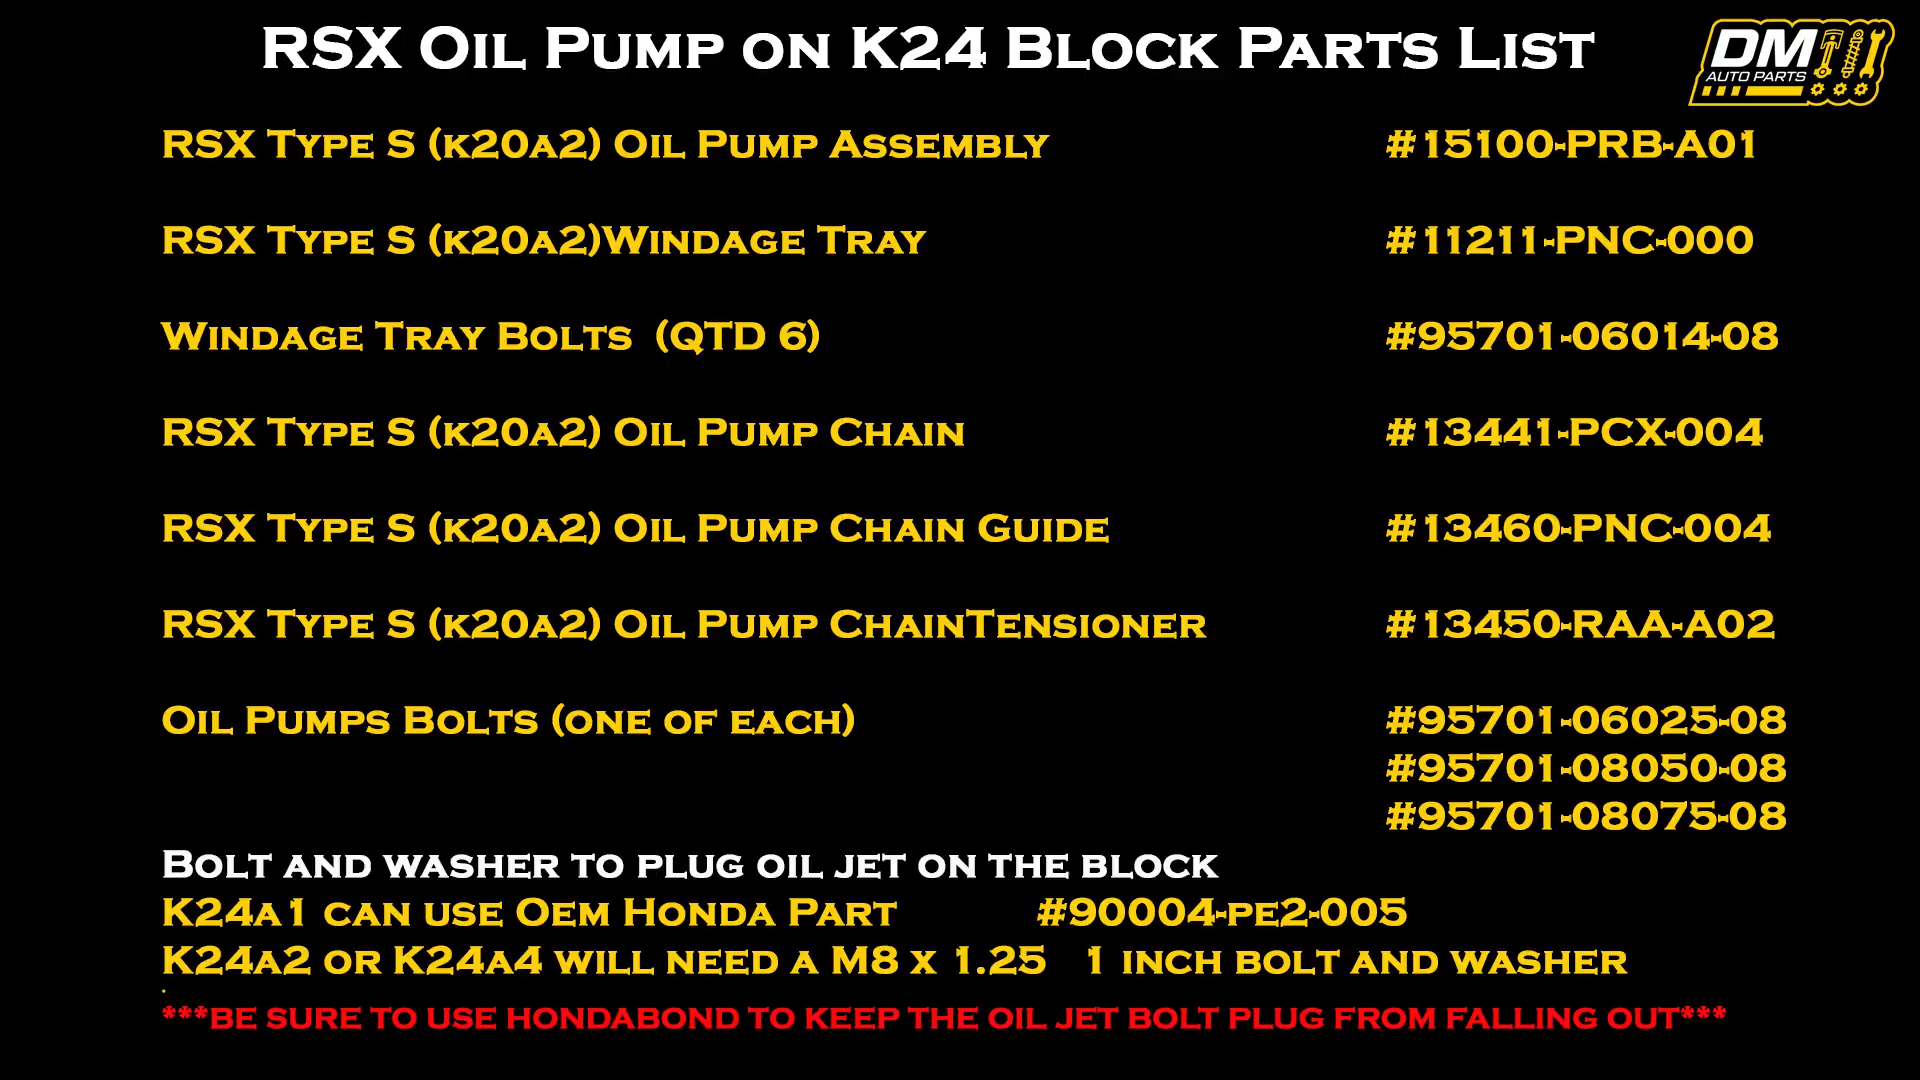 RSX Oil Pump on K24 Block Parts List
DM
AUTO PARTS
RSX Type S (k20a2) Oil Pump Assembly #15100-PRB-A01
RSX Type S (k20a2)Windage Tray #11211-PNC-000
Windage Tray Bolts (QTD 6) #95701-06014-08
RSX Type S (k20a2) Oil Pump Chain #13441-PCX-004
RSX Type S (k20a2) Oil Pump Chain Guide #13460-PNC-004
RSX Type S (k20a2) Oil Pump ChainTensioner #13450-RAA-A02
Oil Pumps Bolts (one of each) #95701-06025-08
#95701-08050-08
#95701-08075-08
Bolt and washer to plug oil jet on the block
K24a1 can use Oem Honda Part #90004-pe2-005
K24a2 or K24a4 will need a M8 x 1.25 1 inch bolt and washer
.
***be sure to use hondabond to keep the oil jet bolt plug from falling out***